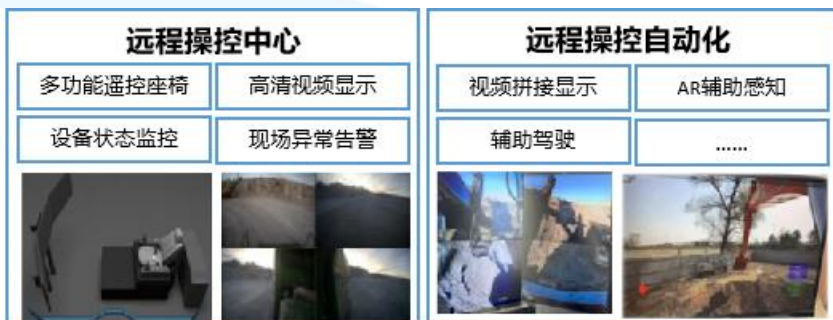 远程操控中心
多功能遥控座椅
高清视频显示
设备状态监控
现场异常告警
远程操控自动化
视频拼接显示
AR辅助感知
辅助驾驶
......